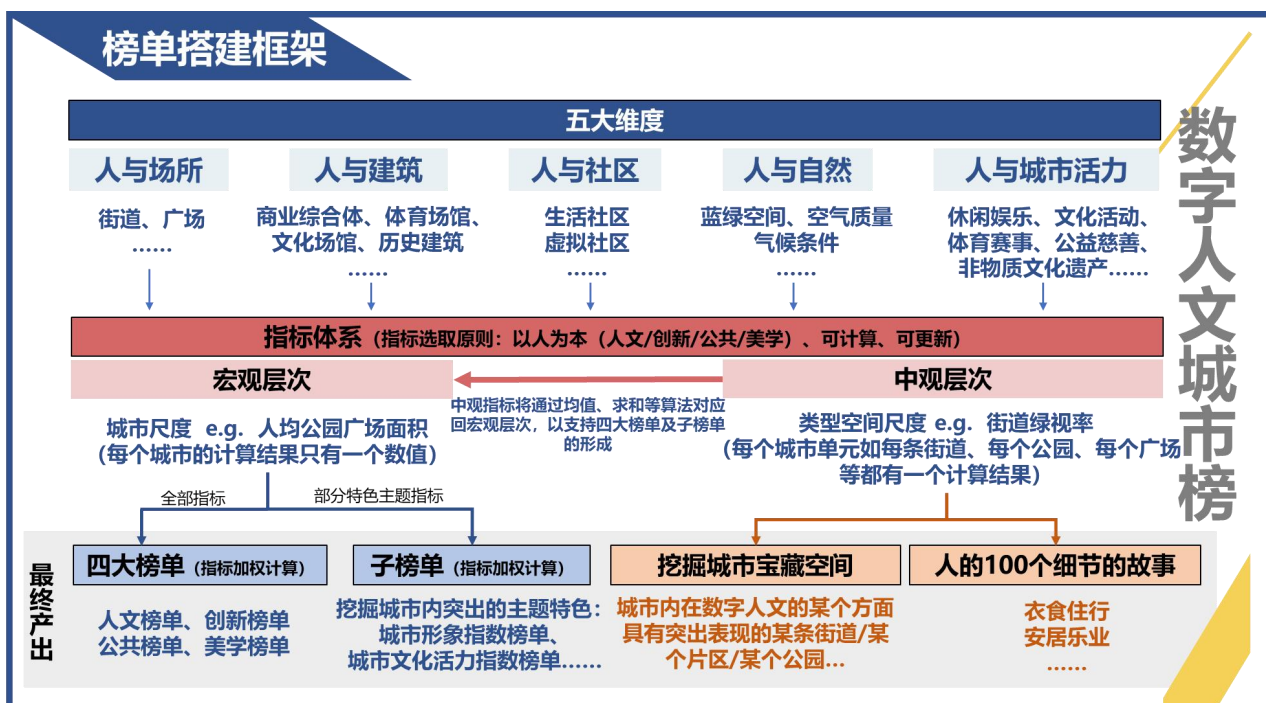 榜单搭建框架
数字人文城市榜
五大维度
人与场所
街道、广场
……
人与建筑
商业综合体、体育场馆、
文化场馆、历史建筑
……
人与社区
生活社区
虚拟社区
……
人与自然
蓝绿空间、空气质量
气候条件
……
人与城市活力
休闲娱乐、文化活动、
体育赛事、公益慈善、
非物质文化遗产……
指标体系（指标选取原则：以人为本（人文/创新/公共/美学）、可计算、可更新）
宏观层次
城市尺度 e.g. 人均公园广场面积
（每个城市的计算结果只有一个数值）
中观指标将通过均值、求和等算法对应
回宏观层次，以支持四大榜单及子榜单
的形成
中观层次
类型空间尺度 e.g. 街道绿视率
（每个城市单元如每条街道、每个公园、每个广场
等都有一个计算结果）
全部指标
部分特色主题指标
最终产出
四大榜单（指标加权计算）
人文榜单、创新榜单
公共榜单、美学榜单
子榜单（指标加权计算）
挖掘城市内突出的主题特色：
城市形象指数榜单、
城市文化活力指数榜单……
挖掘城市宝藏空间
城市内在数字人文的某个方面
具有突出表现的某条街道/某
个片区/某个公园…
人的100个细节的故事
衣食住行
安居乐业
……